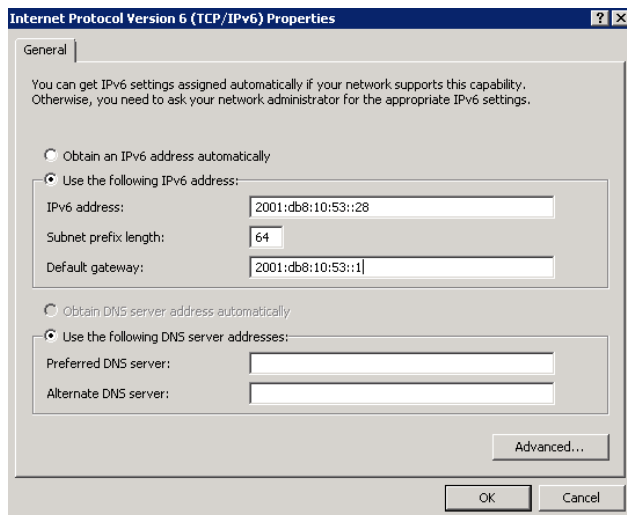 Internet Protocol Version 6 (TCP/IPv6) Properties
General
You can get IPv6 settings assigned automatically if your network supports this capability.
Otherwise, you need to ask your network administrator for the appropriate IPv6 settings.
Obtain an IPv6 address automatically
Use the following IPv6 address:
IPv6 address: 2001:db8:10:53::28
Subnet prefix length: 64
Default gateway: 2001:db8:10:53::1
Obtain DNS server address automatically
Use the following DNS server addresses:
Preferred DNS server:
Alternate DNS server:
Advanced...
OK Cancel